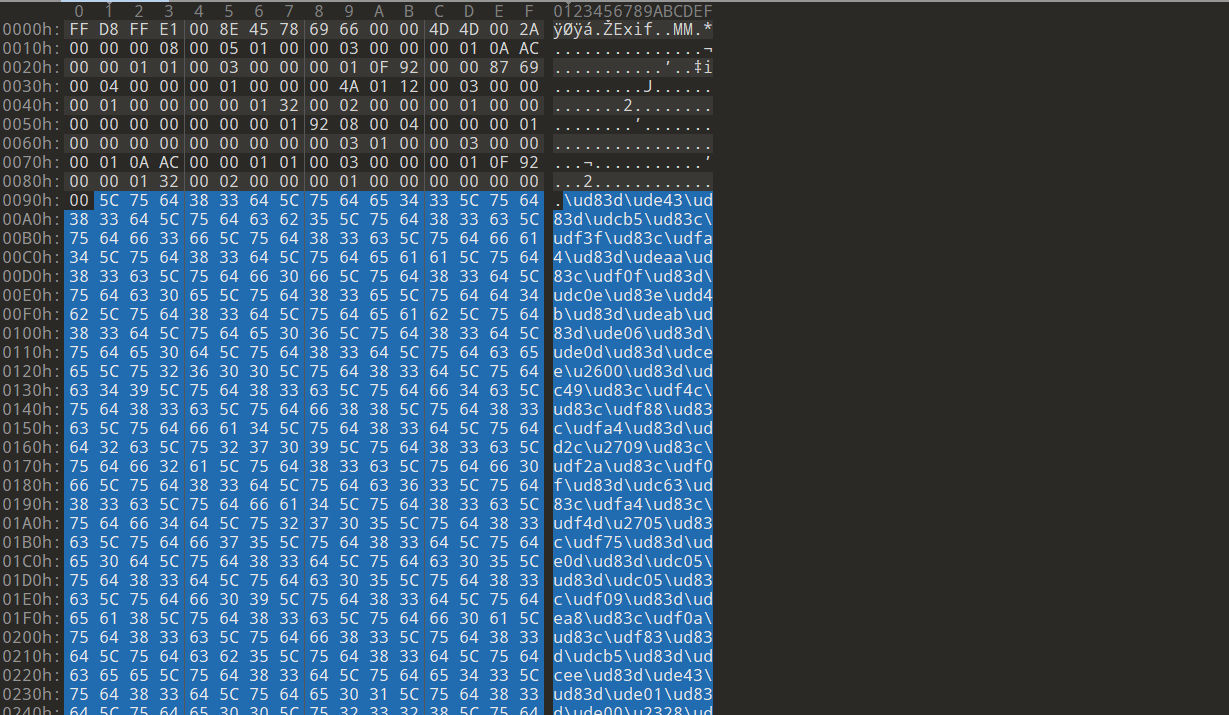 0 1 2 3 4 5 6 7 8 9 A B C D E F 0123456789ABCDEF
0000h: FF D8 FF E1 00 8E 45 78 69 66 00 00 4D 4D 00 2A ÿØÿá.ŽExif..MM.*
0010h: 00 00 00 08 00 05 01 00 00 03 00 00 00 01 0A AC ...............¬
0020h: 00 00 01 01 00 03 00 00 00 01 0F 92 00 00 87 69 ...........’..‡i
0030h: 00 04 00 00 00 01 00 00 00 4A 01 12 00 03 00 00 .........J......
0040h: 00 01 00 00 00 00 01 32 00 02 00 00 00 01 00 00 .......2........
0050h: 00 00 00 00 00 00 00 01 92 08 00 04 00 00 00 01 ........’.......
0060h: 00 00 00 00 00 00 00 00 00 03 01 00 00 03 00 00 ................
0070h: 00 01 0A AC 00 00 01 01 00 03 00 00 00 01 0F 92 ...¬...........’
0080h: 00 00 01 32 00 02 00 00 00 01 00 00 00 00 00 00 ...2............
0090h: 00 5C 75 64 38 33 64 5C 75 64 65 34 33 5C 75 64 .\ud83d\ude43\ud
00A0h: 38 33 64 5C 75 64 63 62 35 5C 75 64 38 33 63 5C 83d\udcb5\ud83c\
00B0h: 75 64 66 33 66 5C 75 64 38 33 63 5C 75 64 66 61 udf3f\ud83c\udfa
00C0h: 34 5C 75 64 38 33 64 5C 75 64 65 61 61 5C 75 64 4\ud83d\udeaa\ud
00D0h: 38 33 63 5C 75 64 66 30 66 5C 75 64 38 33 64 5C 83c\udf0f\ud83d\
00E0h: 75 64 63 30 65 5C 75 64 38 33 65 5C 75 64 64 34 udc0e\ud83e\udd4
00F0h: 62 5C 75 64 38 33 64 5C 75 64 65 61 62 5C 75 64 b\ud83d\udeab\ud
0100h: 38 33 64 5C 75 64 65 30 36 5C 75 64 38 33 64 5C 83d\ude06\ud83d\
0110h: 75 64 65 30 64 5C 75 64 38 33 64 5C 75 64 63 65 ude0d\ud83d\udce
0120h: 65 5C 75 32 36 30 30 5C 75 64 38 33 64 5C 75 64 e\u2600\ud83d\ud
0130h: 63 34 39 5C 75 64 38 33 63 5C 75 64 66 34 63 5C c49\ud83c\udf4c\
0140h: 75 64 38 33 63 5C 75 64 66 38 38 5C 75 64 38 33 ud83c\udf88\ud83
0150h: 63 5C 75 64 66 61 34 5C 75 64 38 33 64 5C 75 64 c\udfa4\ud83d\ud
0160h: 64 32 63 5C 75 32 37 30 39 5C 75 64 38 33 63 5C d2c\u2709\ud83c\
0170h: 75 64 66 32 61 5C 75 64 38 33 63 5C 75 64 66 30 udf2a\ud83c\udf0
0180h: 66 5C 75 64 38 33 64 5C 75 64 63 36 33 5C 75 64 f\ud83d\udc63\ud
0190h: 38 33 63 5C 75 64 66 61 34 5C 75 64 38 33 63 5C 83c\udfa4\ud83c\
01A0h: 75 64 66 34 64 5C 75 32 37 30 35 5C 75 64 38 33 udf4d\u2705\ud83
01B0h: 63 5C 75 64 66 37 35 5C 75 64 38 33 64 5C 75 64 c\udf75\ud83d\ud
01C0h: 65 30 64 5C 75 64 38 33 64 5C 75 64 63 30 35 5C e0d\ud83d\udc05\
01D0h: 75 64 38 33 64 5C 75 64 63 30 35 5C 75 64 38 33 ud83d\udc05\ud83
01E0h: 63 5C 75 64 66 30 39 5C 75 64 38 33 64 5C 75 64 c\udf09\ud83d\ud
01F0h: 65 61 38 5C 75 64 38 33 63 5C 75 64 66 30 61 5C ea8\ud83c\udf0a\
0200h: 75 64 38 33 63 5C 75 64 66 38 33 5C 75 64 38 33 ud83c\udf83\ud83
0210h: 64 5C 75 64 63 62 35 5C 75 64 38 33 64 5C 75 64 d\udcb5\ud83d\ud
0220h: 63 65 65 5C 75 64 38 33 64 5C 75 64 65 34 33 5C cee\ud83d\ude43\
0230h: 75 64 38 33 64 5C 75 64 65 30 31 5C 75 64 38 33 ud83d\ude01\ud83
0240h: 64 5C 75 64 65 30 30 5C 75 32 33 32 38 5C 75 64 d\ude00\u2328\ud